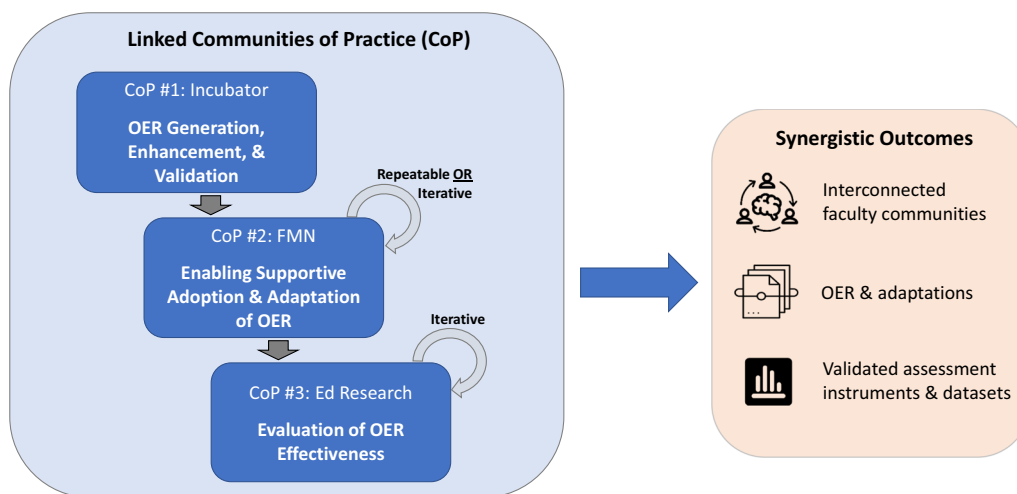 Linked Communities of Practice (CoP)
CoP #1: Incubator
OER Generation,
Enhancement, &
Validation
Repeatable OR
Iterative
CoP #2: FMN
Enabling Supportive
Adoption & Adaptation
of OER
Iterative
CoP #3: Ed Research
Evaluation of OER
Effectiveness
Synergistic Outcomes
Interconnected
faculty communities
OER & adaptations
Validated assessment
instruments & datasets